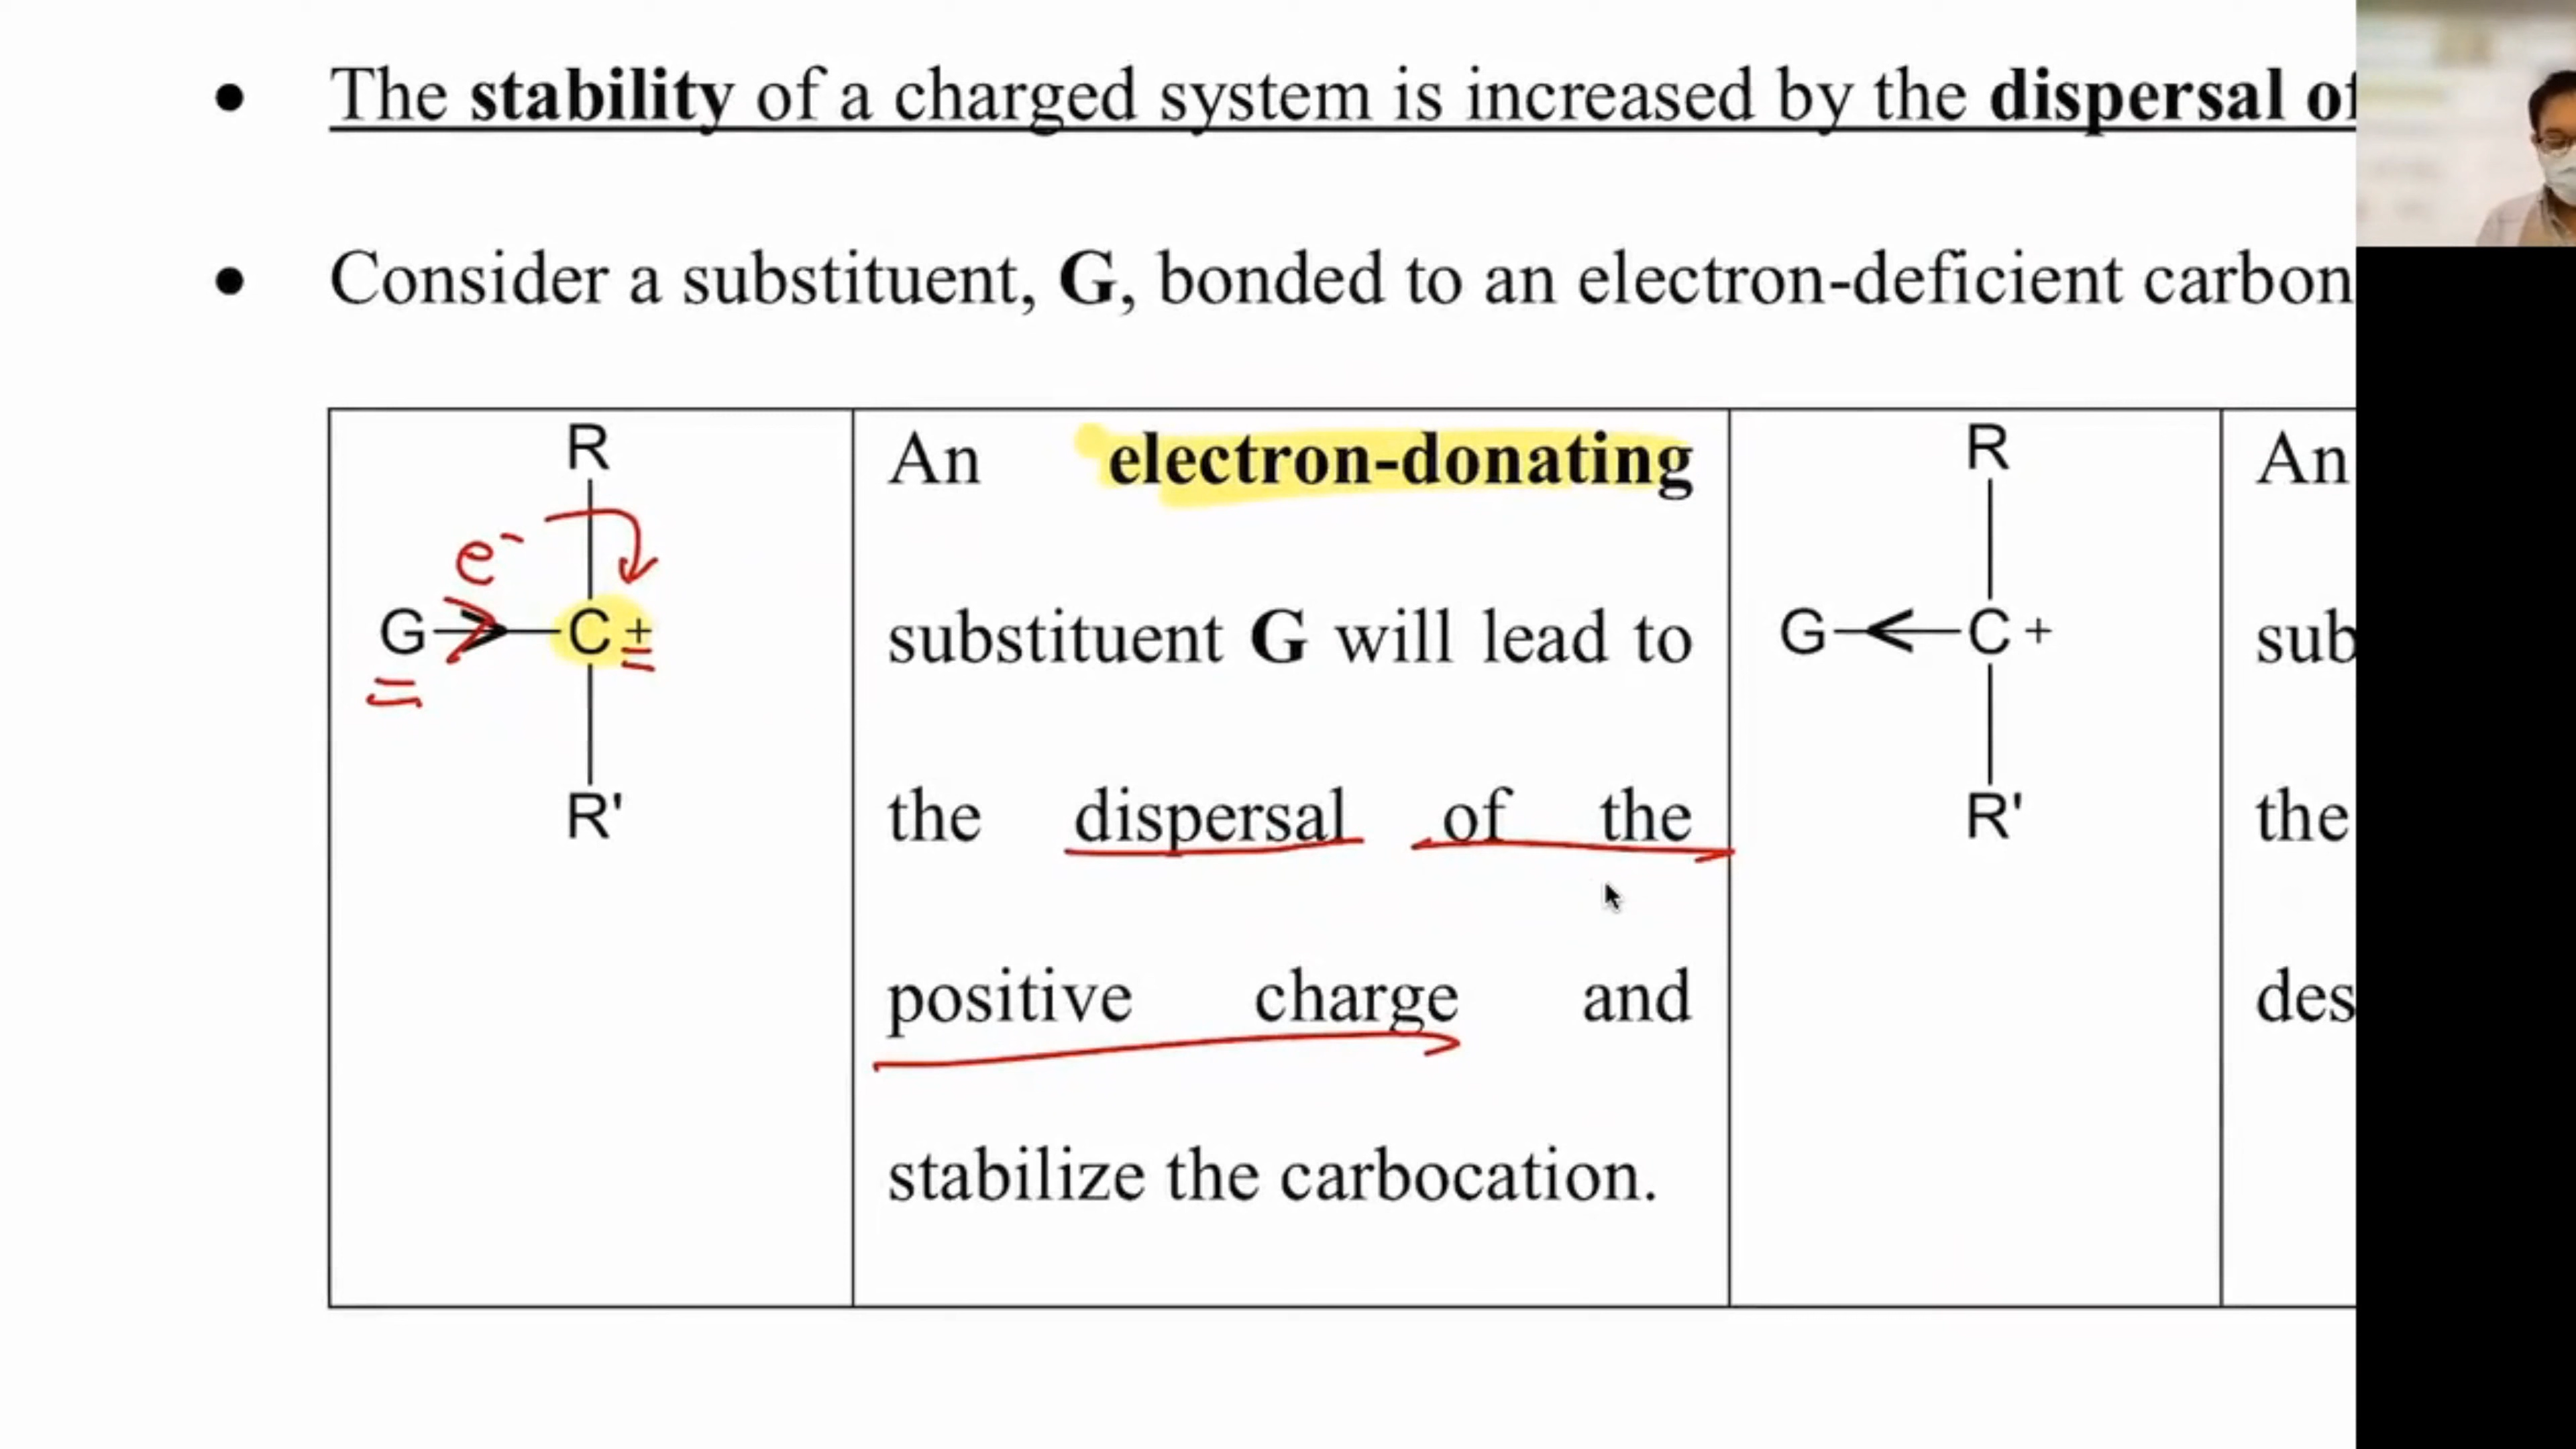 • The stability of a charged system is increased by the dispersal of
• Consider a substituent, G, bonded to an electron-deficient carbon
R
e⁻
G C +
R'
An electron-donating
substituent G will lead to
the dispersal of the
positive charge and
stabilize the carbocation.
R
G C +
R'
An
sub
the
des